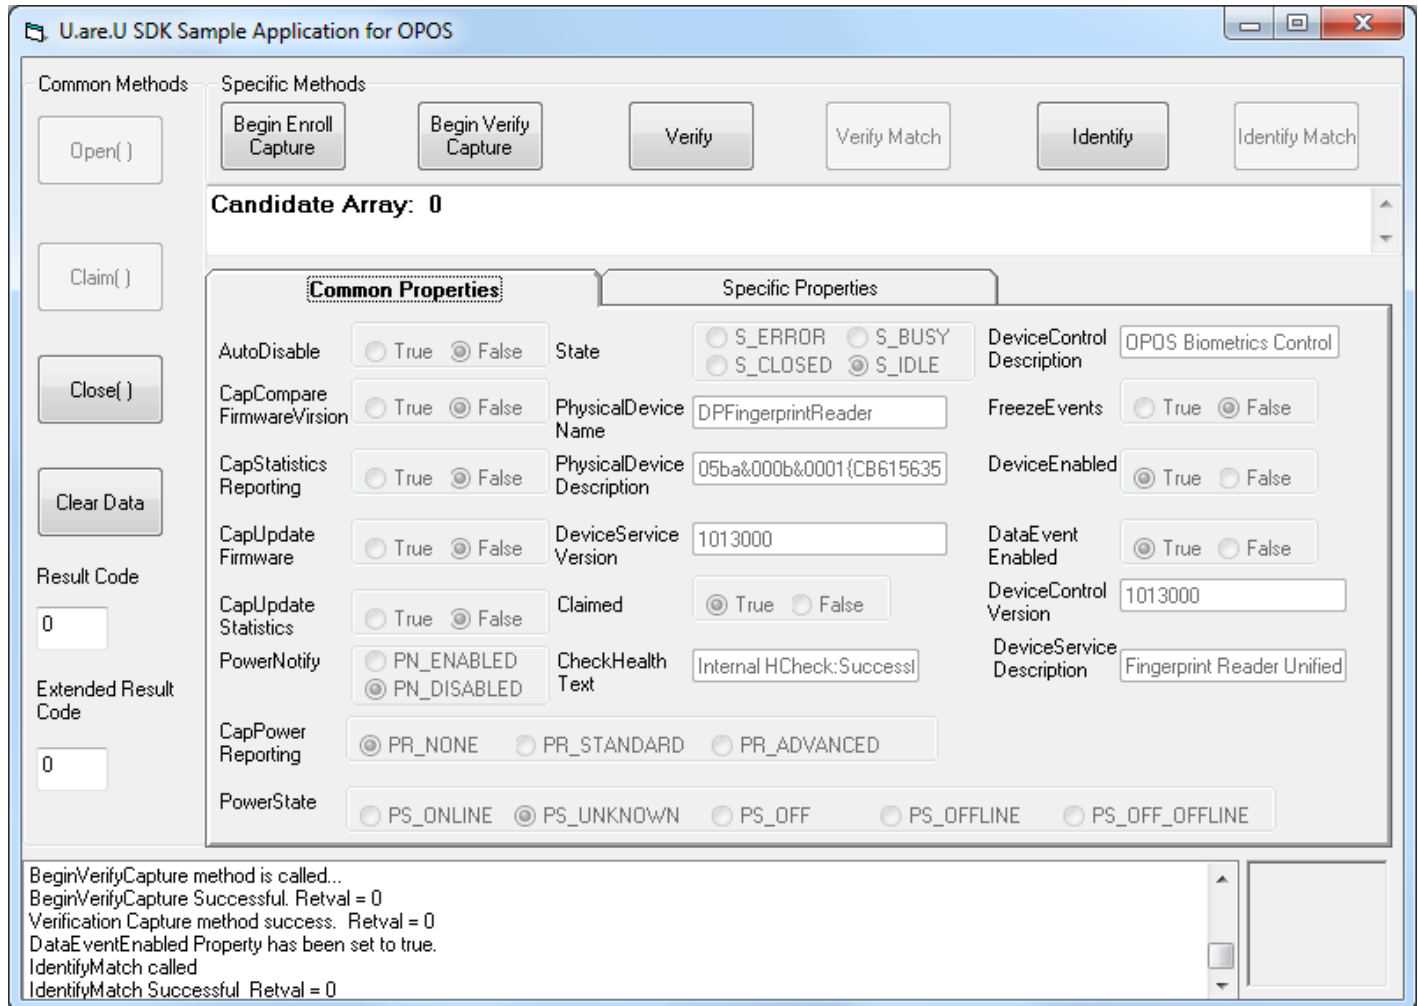 U.are.U SDK Sample Application for OPOS
Common Methods
Specific Methods
Open( )
Claim( )
Close( )
Clear Data
Result Code
0
Extended Result
Code
0
Begin Enroll
Capture
Begin Verify
Capture
Verify
Verify Match
Identify
Identify Match
Candidate Array: 0
Common Properties
Specific Properties
AutoDisable
True False
CapCompare
FirmwareVirsion
True False
CapStatistics
Reporting
True False
CapUpdate
Firmware
True False
CapUpdate
Statistics
True False
PowerNotify
PN_ENABLED
PN_DISABLED
State
S_ERROR S_BUSY
S_CLOSED S_IDLE
PhysicalDevice
Name
DPFingerprintReader
PhysicalDevice
Description
05ba&000b&0001{CB615635
DeviceService
Version
1013000
Claimed
True False
CheckHealth
Text
Internal HCheck:Successl
DeviceControl
Description
OPOS Biometrics Control
FreezeEvents
True False
DeviceEnabled
True False
DataEvent
Enabled
True False
DeviceControl
Version
1013000
DeviceService
Description
Fingerprint Reader Unified
CapPower
Reporting
PR_NONE PR_STANDARD PR_ADVANCED
PowerState
PS_ONLINE PS_UNKNOWN PS_OFF PS_OFFLINE PS_OFF_OFFLINE
BeginVerifyCapture method is called...
BeginVerifyCapture Successful. Retval = 0
Verification Capture method success. Retval = 0
DataEventEnabled Property has been set to true.
IdentifyMatch called
IdentifyMatch Successful Retval = 0